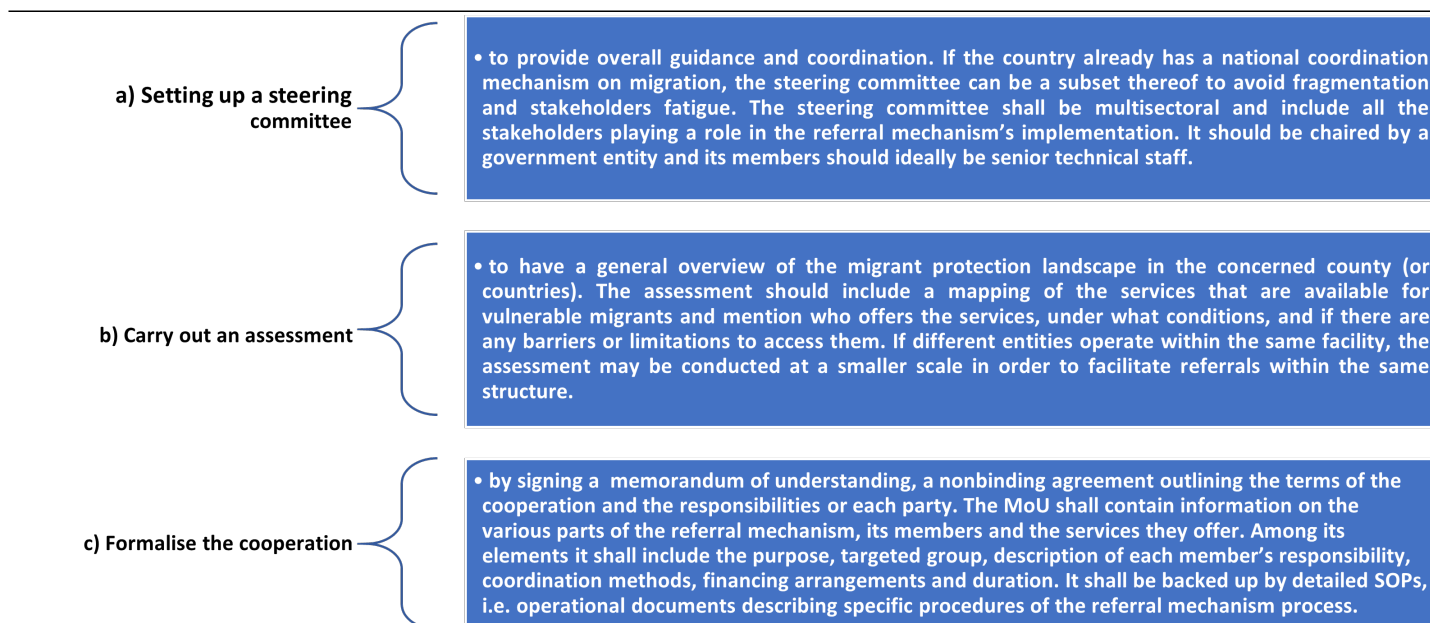 a) Setting up a steering
committee
• to provide overall guidance and coordination. If the country already has a national coordination
mechanism on migration, the steering committee can be a subset thereof to avoid fragmentation
and stakeholders fatigue. The steering committee shall be multisectoral and include all the
stakeholders playing a role in the referral mechanism's implementation. It should be chaired by a
government entity and its members should ideally be senior technical staff.
b) Carry out an assessment
• to have a general overview of the migrant protection landscape in the concerned county (or
countries). The assessment should include a mapping of the services that are available for
vulnerable migrants and mention who offers the services, under what conditions, and if there are
any barriers or limitations to access them. If different entities operate within the same facility, the
assessment may be conducted at a smaller scale in order to facilitate referrals within the same
structure.
c) Formalise the cooperation
• by signing a memorandum of understanding, a nonbinding agreement outlining the terms of the
cooperation and the responsibilities or each party. The MoU shall contain information on the
various parts of the referral mechanism, its members and the services they offer. Among its
elements it shall include the purpose, targeted group, description of each member's responsibility,
coordination methods, financing arrangements and duration. It shall be backed up by detailed SOPs,
i.e. operational documents describing specific procedures of the referral mechanism process.